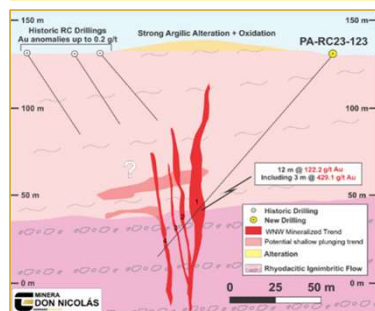 150 m
150 m
Historic RC Drillings
Au anomalies up to 0.2 g/t
Strong Argilic Alteration + Oxidation
PA-RC23-123
100 m
100 m
?
12 m @ 122.2 g/t Au
Including 3 m @ 429.1 g/t Au
50 m
50 m
Historic Drilling
New Drilling
WNW Mineralized Trend
Potential shallow plunging trend
Alteration
Rhyodacitic Ignimbritic Flow
0 m
0 m
MINERA
DON NICOLÁS
0
25
50 m